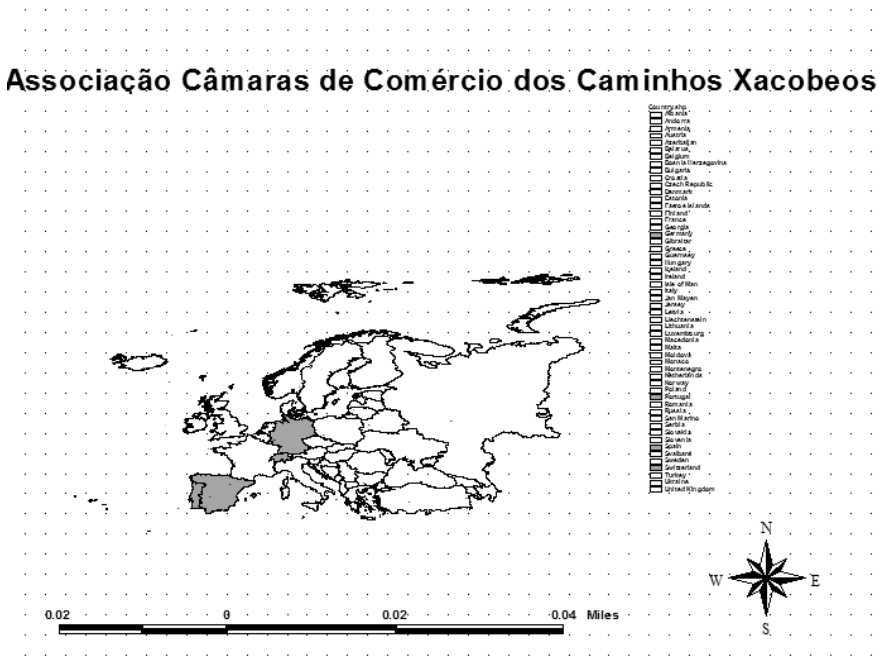 Associação Câmaras de Comércio dos Caminhos Xacobeos
Country.shp
Albania
Andorra
Armenia
Austria
Azerbaijan
Belarus
Belgium
Bosnia Herzegovina
Bulgaria
Croatia
Czech Republic
Denmark
Estonia
Faeroe Islands
Finland
France
Georgia
Germany
Gibraltar
Greece
Guernsey
Hungary
Iceland
Ireland
Isle of Man
Italy
Jan Mayen
Jersey
Latvia
Liechtenstein
Lithuania
Luxembourg
Macedonia
Malta
Moldova
Monaco
Montenegro
Netherlands
Norway
Poland
Portugal
Romania
Russia
San Marino
Serbia
Slovakia
Slovenia
Spain
Svalbard
Sweden
Switzerland
Turkey
Ukraine
United Kingdom
N
W E
S
0.02 0 0.02 0.04 Miles